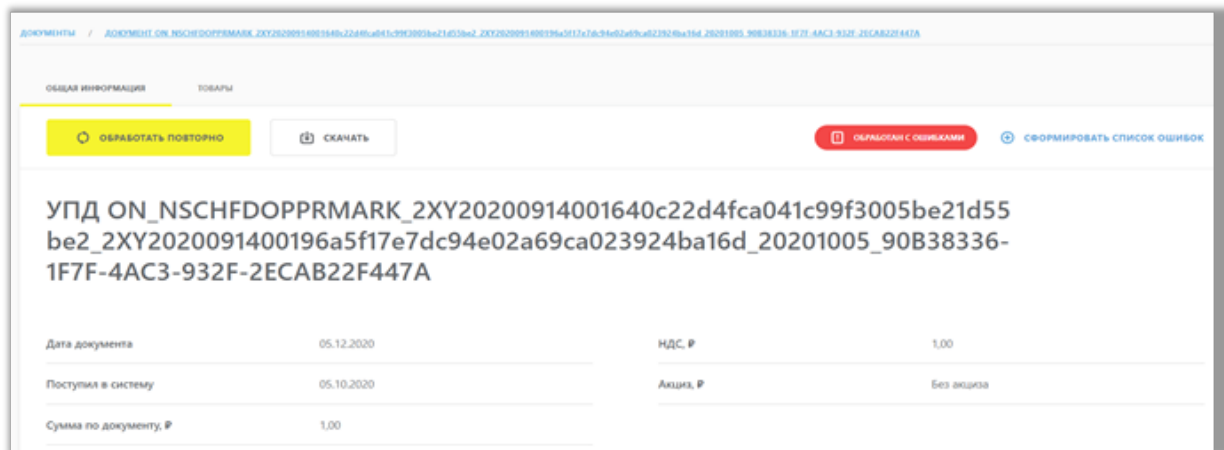 ДОКУМЕНТЫ / ДОКУМЕНТ ON_NSCHFDOPPRMARK_2XY20200914001640c22d4fca041c99f3005be21d55be2_2XY2020091400196a5f17e7dc94e02a69ca023924ba16d_20201005_90B38336-1F7F-4AC3-932F-2ECAB22F447A
ОБЩАЯ ИНФОРМАЦИЯ ТОВАРЫ
ОБРАБОТАТЬ ПОВТОРНО СКАЧАТЬ ОБРАБОТАН С ОШИБКАМИ СФОРМИРОВАТЬ СПИСОК ОШИБОК
УПД ON_NSCHFDOPPRMARK_2XY20200914001640c22d4fca041c99f3005be21d55
be2_2XY2020091400196a5f17e7dc94e02a69ca023924ba16d_20201005_90B38336-
1F7F-4AC3-932F-2ECAB22F447A
Дата документа 05.12.2020 НДС, ₽ 1,00
Поступил в систему 05.10.2020 Акциз, ₽ Без акциза
Сумма по документу, ₽ 1,00